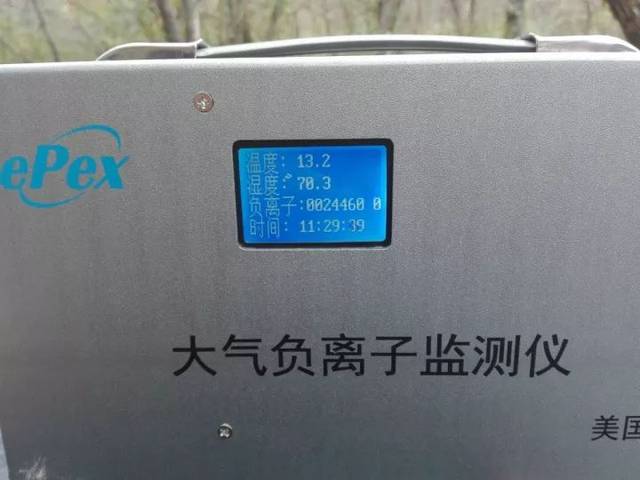 ePex
温度: 13.2
湿度: 70.3
负离子:0024460 0
时间: 11:29:39
大气负离子监测仪
美国